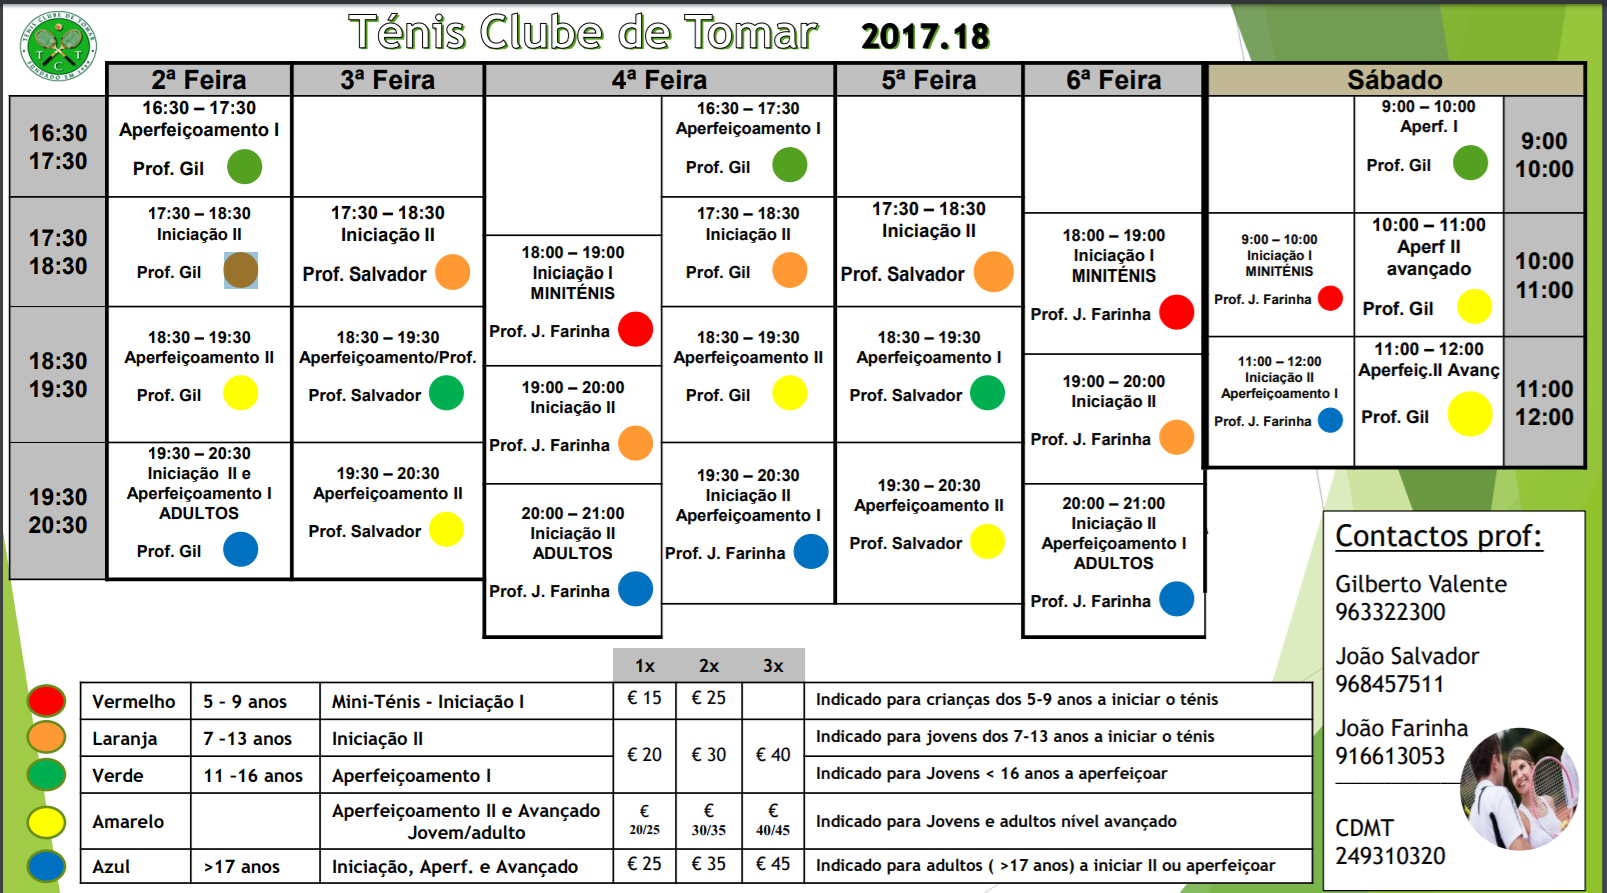 TÉNIS CLUBE DE TOMAR
T C T
Ténis Clube de Tomar 2017.18
2ª Feira 3ª Feira 4ª Feira 5ª Feira 6ª Feira Sábado
16:30
17:30
16:30 – 17:30
Aperfeiçoamento I
Prof. Gil
16:30 – 17:30
Aperfeiçoamento I
Prof. Gil
9:00 – 10:00
Aperf. I
Prof. Gil
9:00
10:00
17:30
18:30
17:30 – 18:30
Iniciação II
Prof. Gil
17:30 – 18:30
Iniciação II
Prof. Salvador
18:00 – 19:00
Iniciação I
MINITÉNIS
Prof. J. Farinha
17:30 – 18:30
Iniciação II
Prof. Gil
17:30 – 18:30
Iniciação II
Prof. Salvador
18:00 – 19:00
Iniciação I
MINITÉNIS
Prof. J. Farinha
9:00 – 10:00
Iniciação I
MINITÉNIS
Prof. J. Farinha
10:00 – 11:00
Aperf II
avançado
Prof. Gil
10:00
11:00
18:30
19:30
18:30 – 19:30
Aperfeiçoamento II
Prof. Gil
18:30 – 19:30
Aperfeiçoamento/Prof.
Prof. Salvador
19:00 – 20:00
Iniciação II
Prof. J. Farinha
18:30 – 19:30
Aperfeiçoamento II
Prof. Gil
18:30 – 19:30
Aperfeiçoamento I
Prof. Salvador
19:00 – 20:00
Iniciação II
Prof. J. Farinha
11:00 – 12:00
Iniciação II
Aperfeiçoamento I
Prof. J. Farinha
11:00 – 12:00
Aperfeiç.II Avanç
Prof. Gil
11:00
12:00
19:30
20:30
19:30 – 20:30
Iniciação II e
Aperfeiçoamento I
ADULTOS
Prof. Gil
19:30 – 20:30
Aperfeiçoamento II
Prof. Salvador
20:00 – 21:00
Iniciação II
ADULTOS
Prof. J. Farinha
19:30 – 20:30
Iniciação II
Aperfeiçoamento I
Prof. J. Farinha
19:30 – 20:30
Aperfeiçoamento II
Prof. Salvador
20:00 – 21:00
Iniciação II
Aperfeiçoamento I
ADULTOS
Prof. J. Farinha
1x 2x 3x
Vermelho 5 – 9 anos Mini-Ténis - Iniciação I € 15 € 25 Indicado para crianças dos 5-9 anos a iniciar o ténis
Laranja 7 –13 anos Iniciação II € 20 € 30 € 40 Indicado para jovens dos 7-13 anos a iniciar o ténis
Verde 11 –16 anos Aperfeiçoamento I Indicado para Jovens < 16 anos a aperfeiçoar
Amarelo Aperfeiçoamento II e Avançado
Jovem/adulto
€
20/25
€
30/35
€
40/45
Indicado para Jovens e adultos nível avançado
Azul >17 anos Iniciação, Aperf. e Avançado € 25 € 35 € 45 Indicado para adultos ( >17 anos) a iniciar II ou aperfeiçoar
Contactos prof:
Gilberto Valente
963322300
João Salvador
968457511
João Farinha
916613053
CDMT
249310320